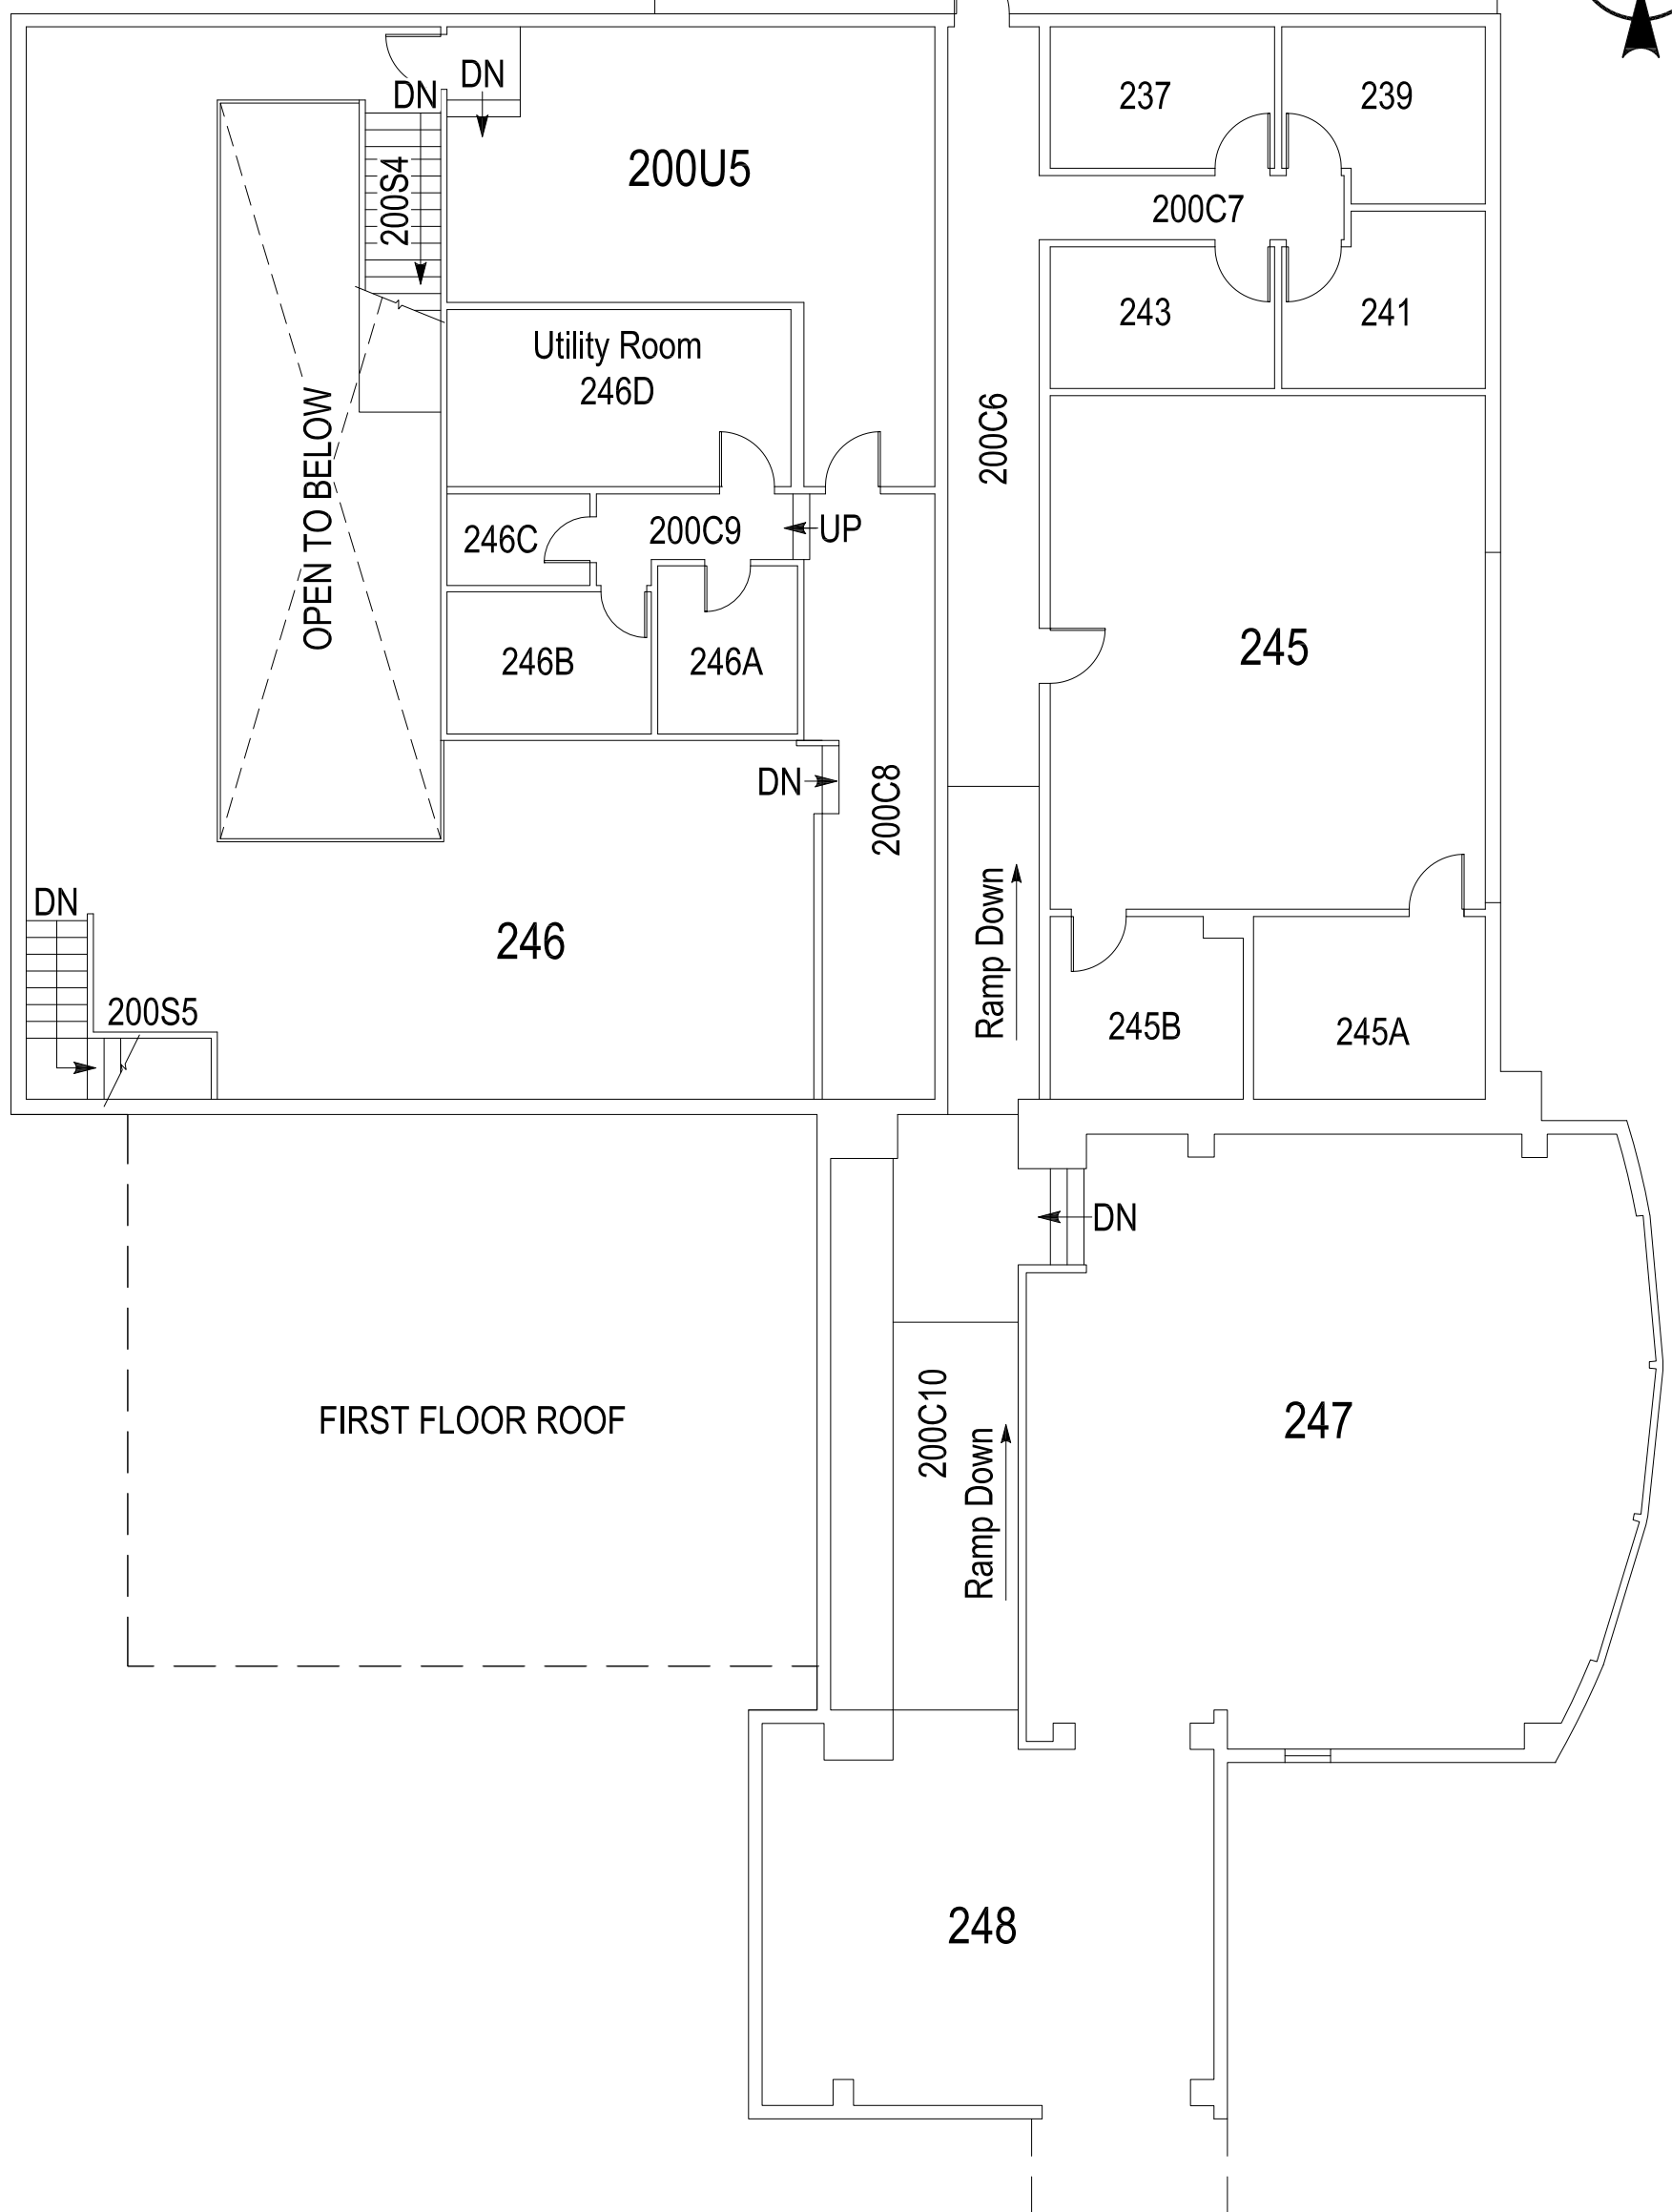 237
239
DN
DN
200U5
200S4
200C7
243
241
Utility Room
246D
OPEN TO BELOW
200C6
246C
200C9
UP
246B
246A
245
DN
200C8
DN
246
Ramp Down
200S5
245B
245A
DN
FIRST FLOOR ROOF
200C10
Ramp Down
247
248